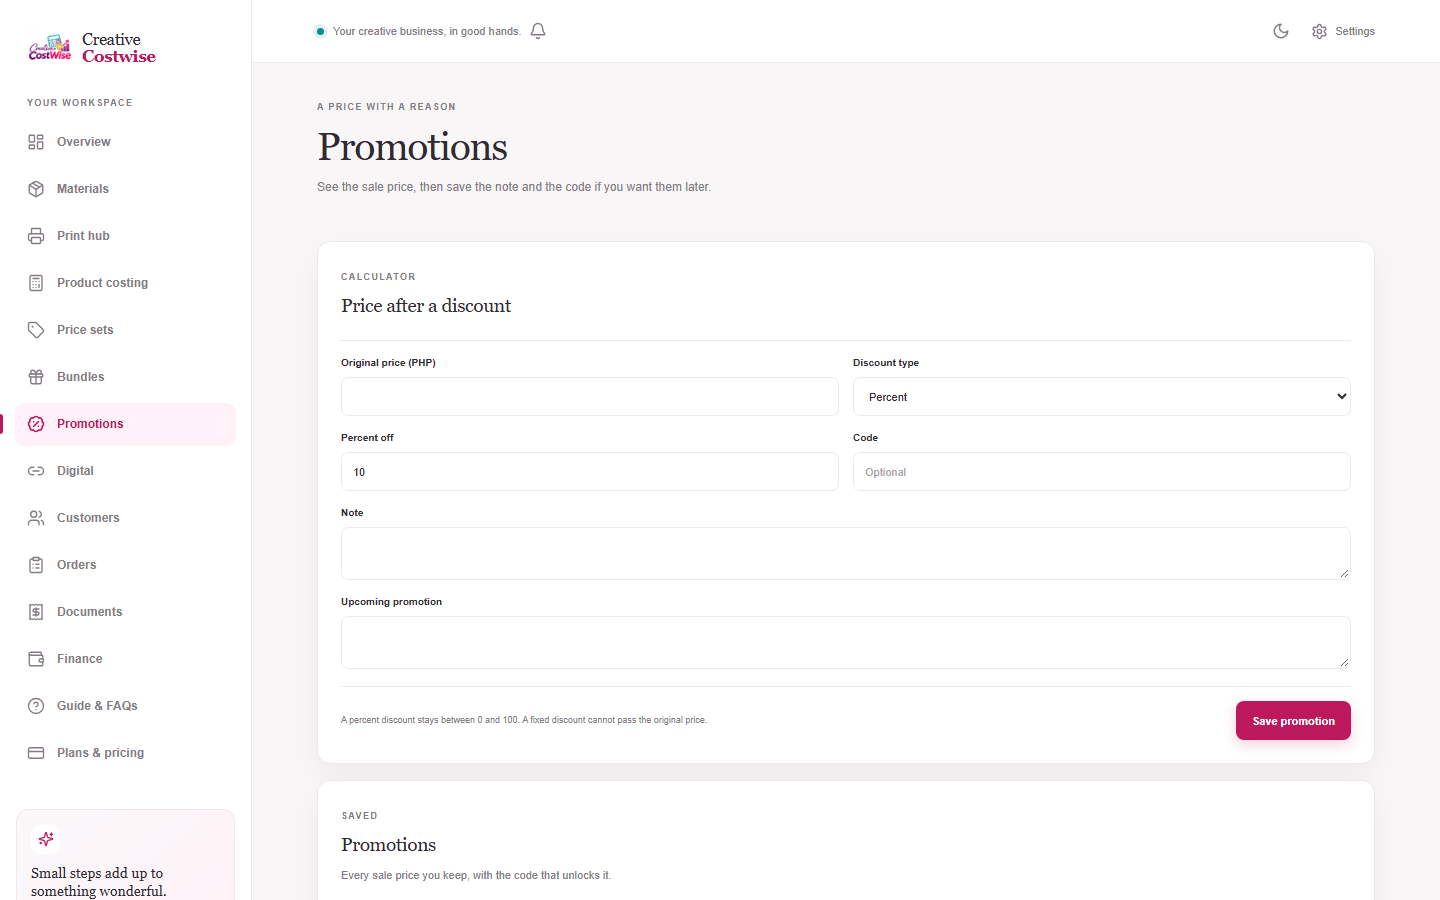 Creative
Costwise
Creative
CostWise
YOUR WORKSPACE
Overview
Materials
Print hub
Product costing
Price sets
Bundles
Promotions
Digital
Customers
Orders
Documents
Finance
Guide & FAQs
Plans & pricing
Small steps add up to
something wonderful.
Your creative business, in good hands.
Settings
A PRICE WITH A REASON
Promotions
See the sale price, then save the note and the code if you want them later.
CALCULATOR
Price after a discount
Original price (PHP)
Discount type
Percent
Percent off
Code
10
Optional
Note
Upcoming promotion
A percent discount stays between 0 and 100. A fixed discount cannot pass the original price.
Save promotion
SAVED
Promotions
Every sale price you keep, with the code that unlocks it.